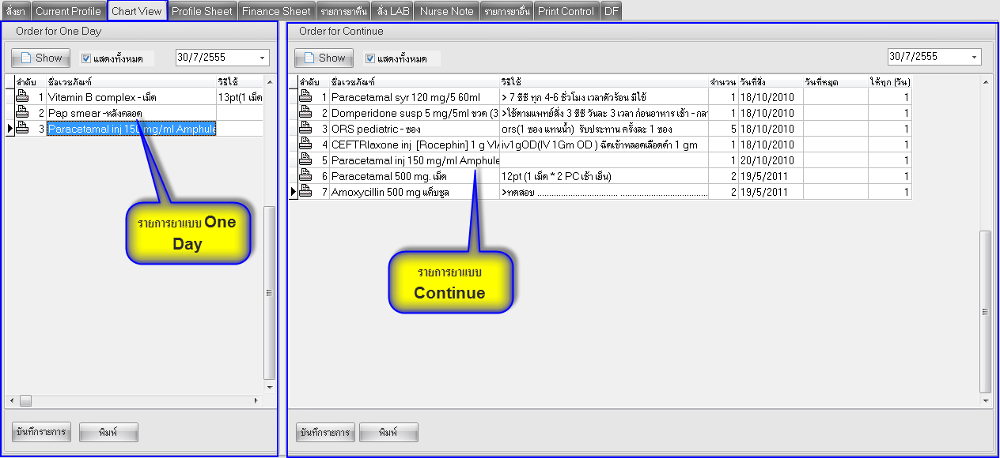 สั่งยา Current Profile Chart View Profile Sheet Finance Sheet รายการยาคืน สั่ง LAB Nurse Note รายการยาอื่น Print Control DF
Order for One Day
Show แสดงทั้งหมด 30/7/2555
ลำดับ ชื่อเวชภัณฑ์ วิธีใช้
1 Vitamin B complex - เม็ด 13pt(1 เม็ด
2 Pap smear -หลังคลอด
3 Paracetamal inj 150 mg/ml Amphule
รายการยาแบบ One
Day
บันทึกรายการ พิมพ์
Order for Continue
Show แสดงทั้งหมด 30/7/2555
ลำดับ ชื่อเวชภัณฑ์ วิธีใช้ จำนวน วันที่สั่ง วันที่หยุด ให้ทุก (วัน)
1 Paracetamal syr 120 mg/5 60ml > 7 ซีซี ทุก 4-6 ชั่วโมง เวลาตัวร้อน มีไข้ 1 18/10/2010 1
2 Domperidone susp 5 mg/5ml ขวด (3 >ใช้ตามแพทย์สั่ง 3 ซีซี วันละ 3 เวลา ก่อนอาหาร เช้า - กลา 1 18/10/2010 1
3 ORS pediatric - ซอง ors(1 ซอง แทนน้ำ) รับประทาน ครั้งละ 1 ซอง 5 18/10/2010 1
4 CEFTRIaxone inj [Rocephin] 1 g VIA iv1gOD(IV 1Gm OD ) ฉีดเข้าหลอดเลือดดำ 1 gm 1 18/10/2010 1
5 Paracetamal inj 150 mg/ml Amphule 1 20/10/2010 1
6 Paracetamal 500 mg. เม็ด 12pt (1 เม็ด * 2 PC เช้า เย็น) 2 19/5/2011 1
7 Amoxycillin 500 mg แค็บซูล >ทดสอบ ........................................ ........................................ 2 19/5/2011 1
รายการยาแบบ
Continue
บันทึกรายการ พิมพ์